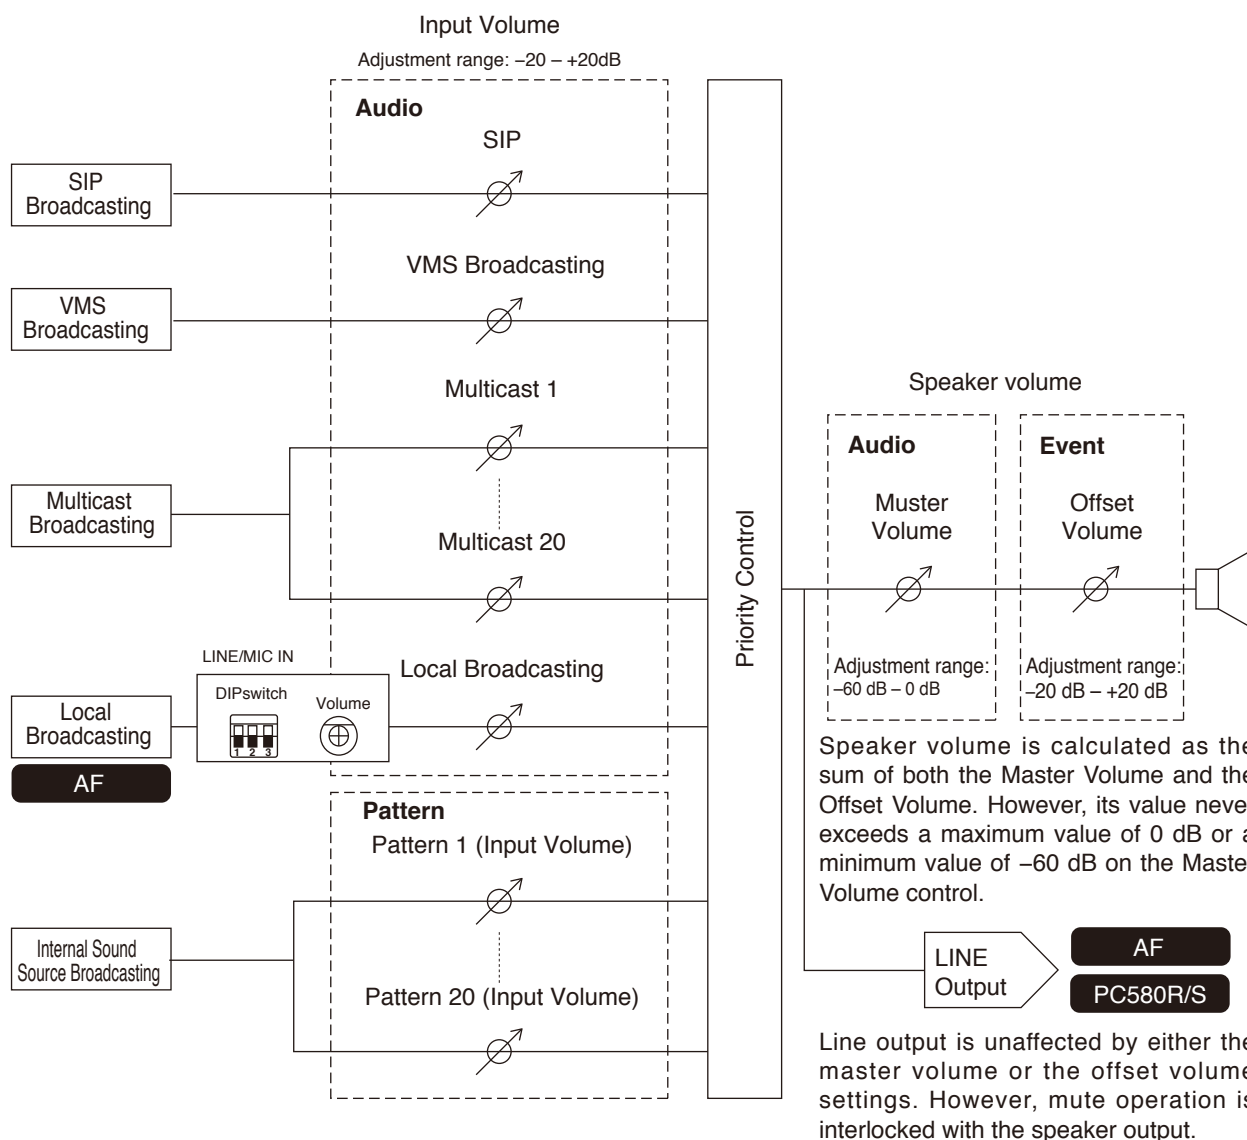 Input Volume
Adjustment range: –20 – +20dB
Audio
SIP
SIP
Broadcasting
VMS Broadcasting
VMS
Broadcasting
Multicast 1
Multicast
Broadcasting
Multicast 20
LINE/MIC IN
DIPswitch
Volume
1 2 3
Local Broadcasting
Local
Broadcasting
AF
Pattern
Pattern 1 (Input Volume)
Internal Sound
Source Broadcasting
Pattern 20 (Input Volume)
Priority Control
Speaker volume
Audio
Muster
Volume
Adjustment range:
–60 dB – 0 dB
Event
Offset
Volume
Adjustment range:
–20 dB – +20 dB
Speaker volume is calculated as the
sum of both the Master Volume and the
Offset Volume. However, its value neve
exceeds a maximum value of 0 dB or a
minimum value of –60 dB on the Maste
Volume control.
LINE
Output
AF
PC580R/S
Line output is unaffected by either the
master volume or the offset volume
settings. However, mute operation is
interlocked with the speaker output.